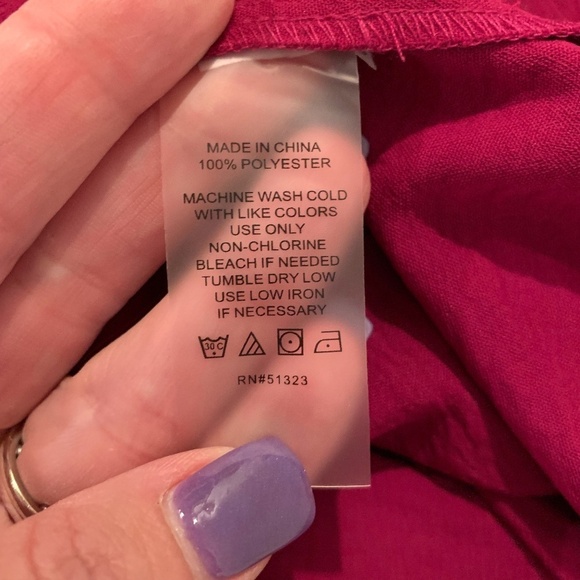 MADE IN CHINA
100% POLYESTER
MACHINE WASH COLD
WITH LIKE COLORS
USE ONLY
NON-CHLORINE
BLEACH IF NEEDED
TUMBLE DRY LOW
USE LOW IRON
IF NECESSARY
30C
RN#51323